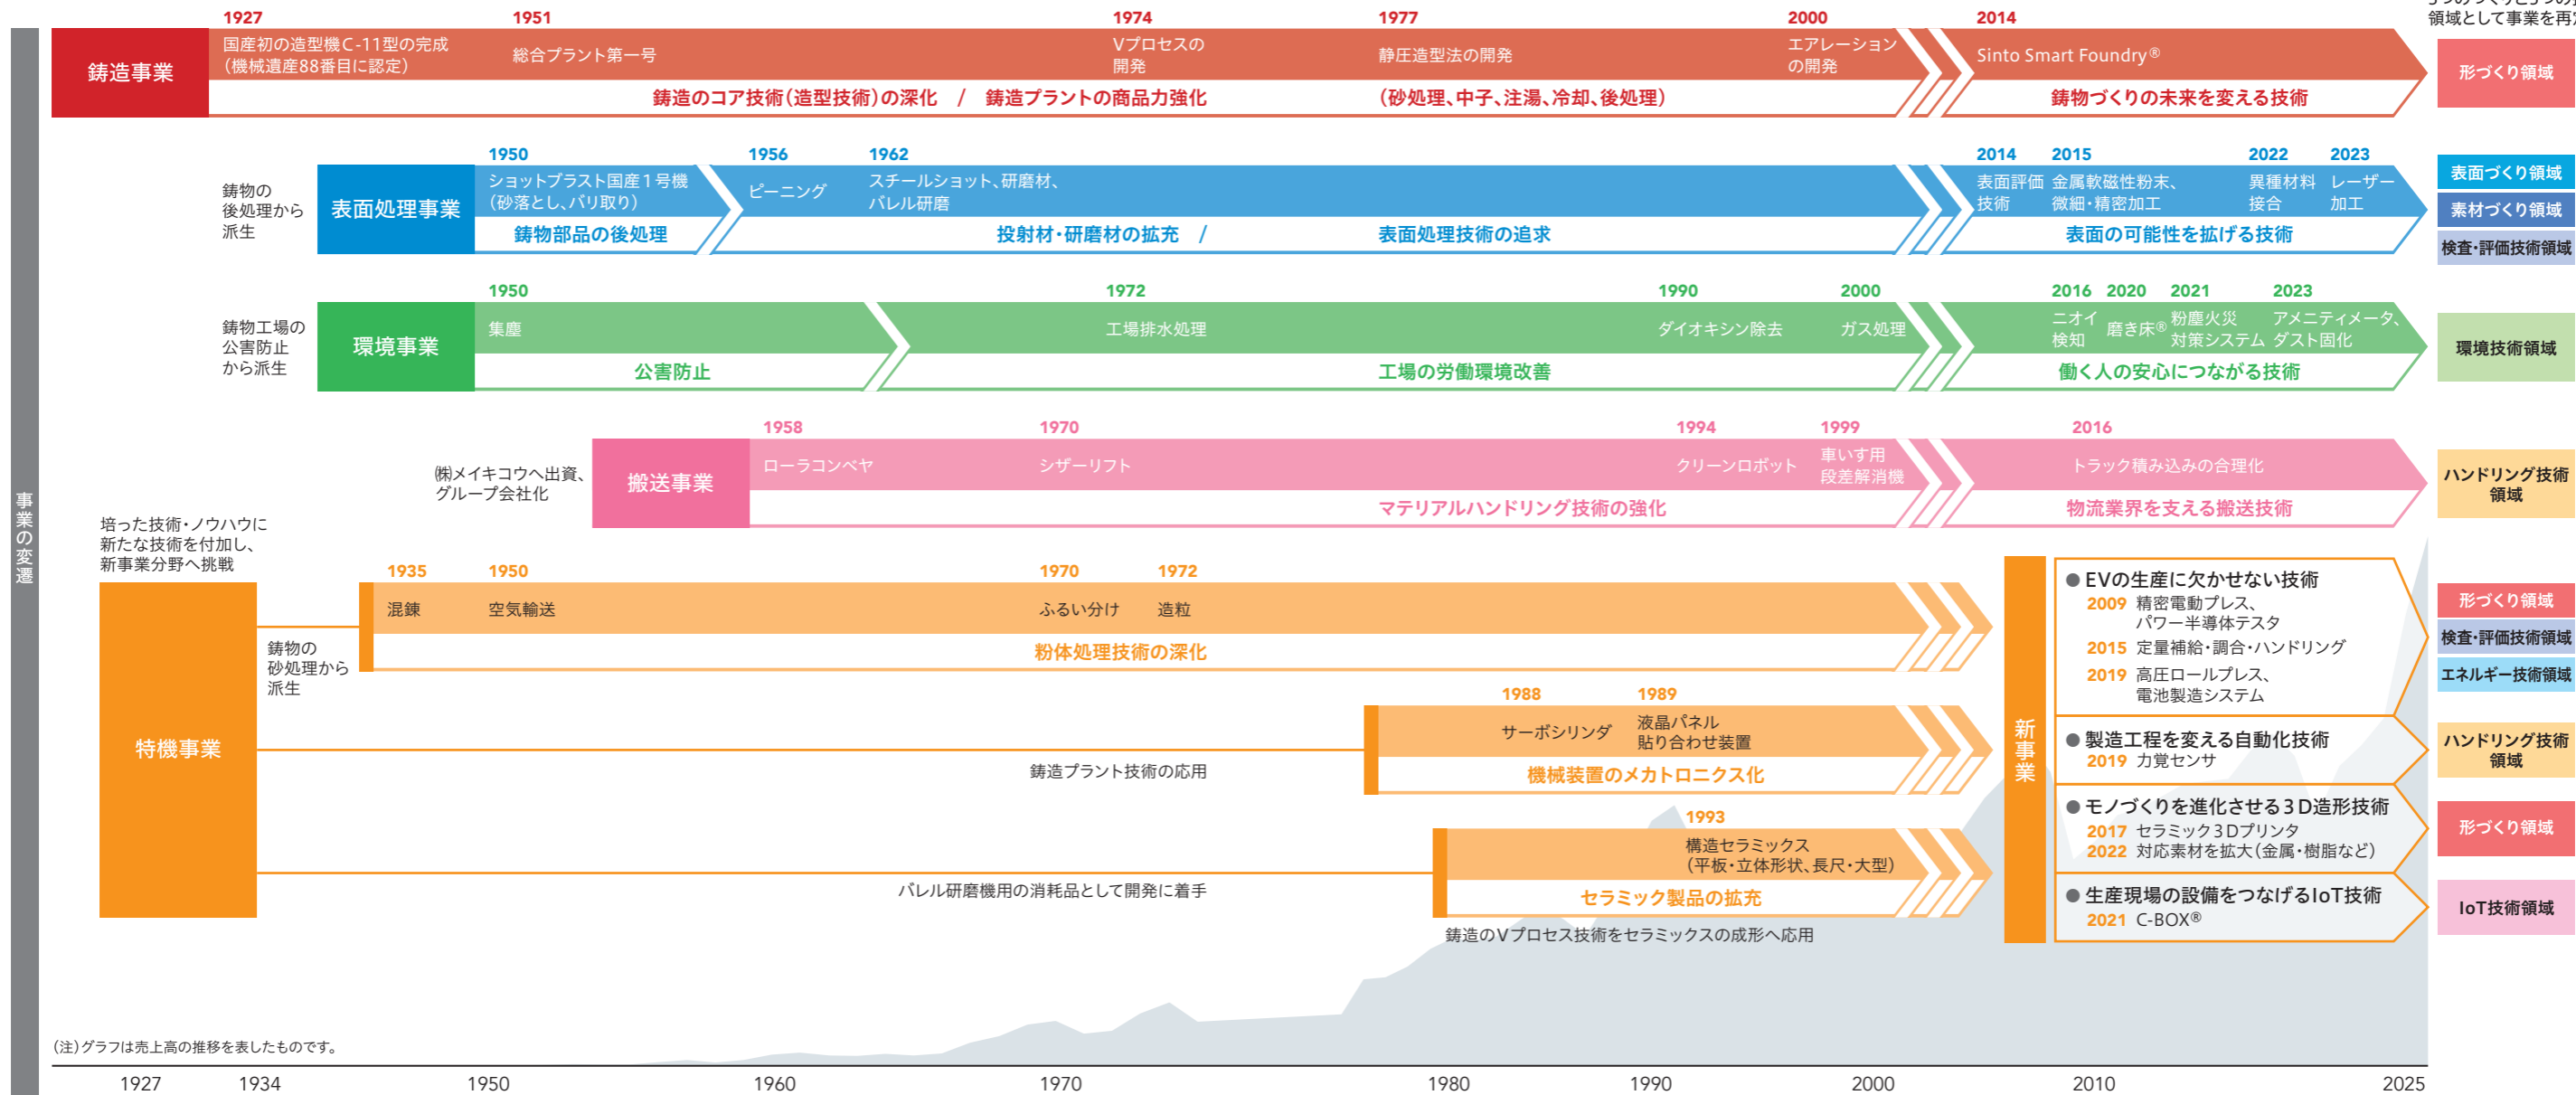 領域として事業を再定
事業の変遷
1927
1951
1974
1977
2000
2014
鋳造事業
国産初の造型機C-11型の完成
（機械遺産88番目に認定）
総合プラント第一号
Vプロセスの
開発
静圧造型法の開発
エアレーション
の開発
Sinto Smart Foundry®
鋳造のコア技術（造型技術）の深化 / 鋳造プラントの商品力強化
（砂処理、中子、注湯、冷却、後処理）
鋳物づくりの未来を変える技術
形づくり領域
鋳物の
後処理から
派生
表面処理事業
1950
1956
1962
2014
2015
2022
2023
ショットブラスト国産1号機
（砂落とし、バリ取り）
ピーニング
スチールショット、研磨材、
バレル研磨
表面評価
技術
金属軟磁性粉末、
微細・精密加工
異種材料
接合
レーザー
加工
鋳物部品の後処理
投射材・研磨材の拡充 /
表面処理技術の追求
表面の可能性を拡げる技術
表面づくり領域
素材づくり領域
検査・評価技術領域
鋳物工場の
公害防止
から派生
環境事業
1950
1972
1990
2000
2016
2020
2021
2023
集塵
工場排水処理
ダイオキシン除去
ガス処理
ニオイ
検知
磨き床®
粉塵火災
対策システム
アメニティメータ、
ダスト固化
公害防止
工場の労働環境改善
働く人の安心につながる技術
環境技術領域
㈱メイキコウへ出資、
グループ会社化
搬送事業
1958
1970
1994
1999
2016
ローラコンベヤ
シザーリフト
クリーンロボット
車いす用
段差解消機
トラック積み込みの合理化
マテリアルハンドリング技術の強化
物流業界を支える搬送技術
ハンドリング技術
領域
培った技術・ノウハウに
新たな技術を付加し、
新事業分野へ挑戦
特機事業
鋳物の
砂処理から
派生
1935
1950
1970
1972
混錬
空気輸送
ふるい分け
造粒
粉体処理技術の深化
鋳造プラント技術の応用
1988
1989
サーボシリンダ
液晶パネル
貼り合わせ装置
機械装置のメカトロニクス化
バレル研磨機用の消耗品として開発に着手
1993
構造セラミックス
（平板・立体形状、長尺・大型）
セラミック製品の拡充
鋳造のVプロセス技術をセラミックスの成形へ応用
新事業
● EVの生産に欠かせない技術
2009 精密電動プレス、
パワー半導体テスタ
2015 定量補給・調合・ハンドリング
2019 高圧ロールプレス、
電池製造システム
● 製造工程を変える自動化技術
2019 力覚センサ
● モノづくりを進化させる3D造形技術
2017 セラミック3Dプリンタ
2022 対応素材を拡大（金属・樹脂など）
● 生産現場の設備をつなげるIoT技術
2021 C-BOX®
形づくり領域
検査・評価技術領域
エネルギー技術領域
ハンドリング技術
領域
形づくり領域
IoT技術領域
（注）グラフは売上高の推移を表したものです。
1927
1934
1950
1960
1970
1980
1990
2000
2010
2025